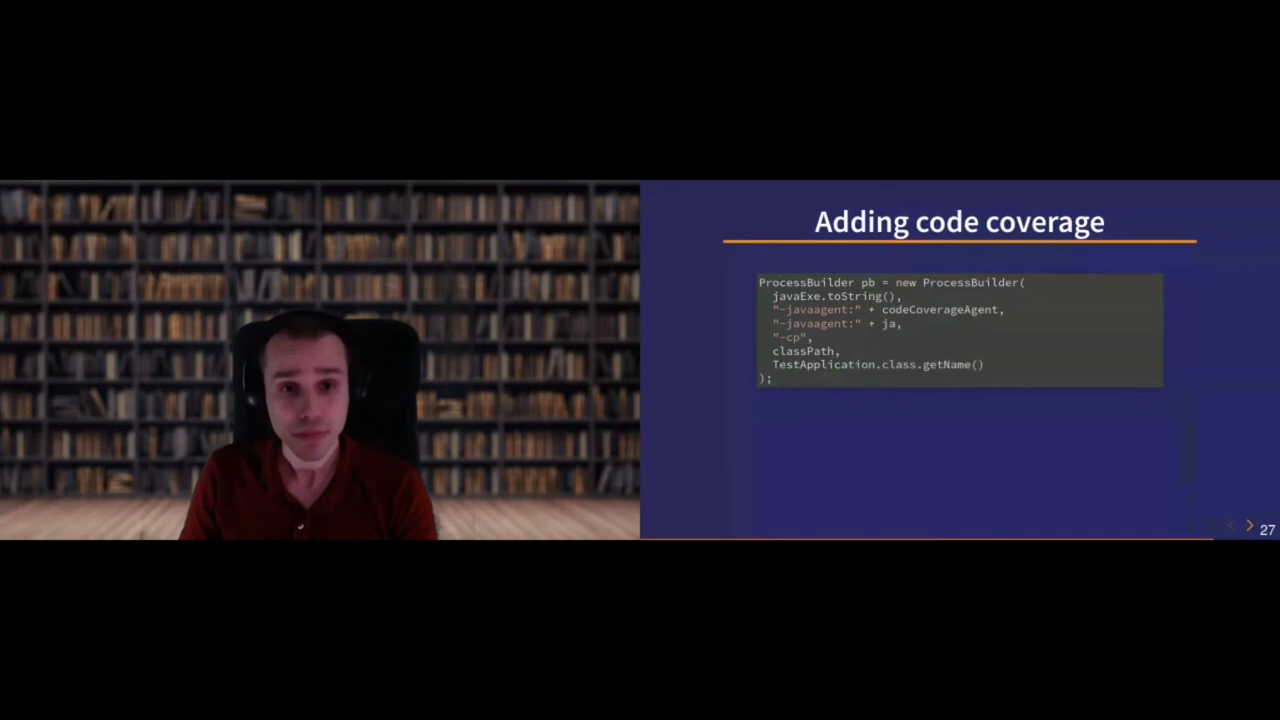 Adding code coverage
ProcessBuilder pb = new ProcessBuilder(
javaExe.toString(),
"-javaagent:" + codeCoverageAgent,
"-javaagent:" + ja,
"-cp",
classPath,
TestApplication.class.getName()
);
27